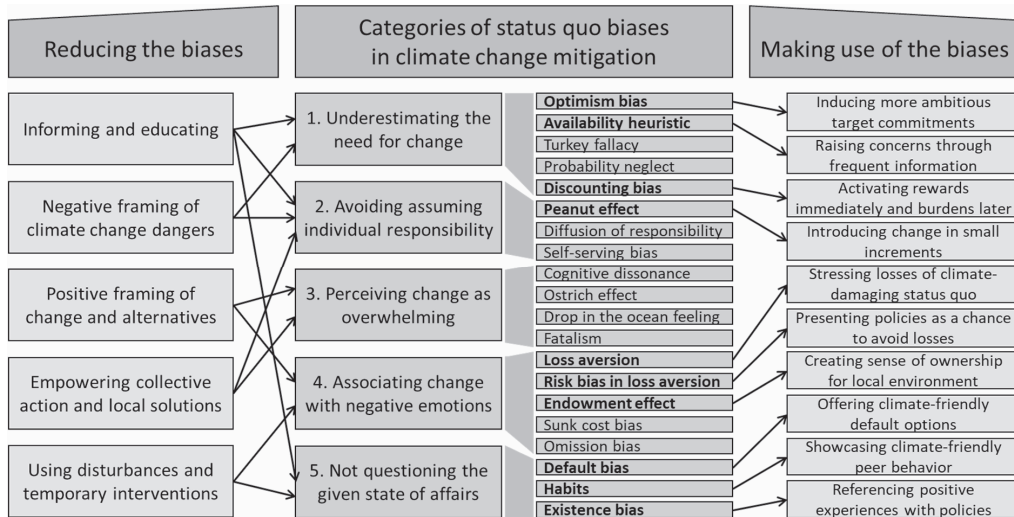 Reducing the biases
Categories of status quo biases
in climate change mitigation
Making use of the biases
Informing and educating
Negative framing of
climate change dangers
Positive framing of
change and alternatives
Empowering collective
action and local solutions
Using disturbances and
temporary interventions
1. Underestimating the
need for change
2. Avoiding assuming
individual responsibility
3. Perceiving change as
overwhelming
4. Associating change
with negative emotions
5. Not questioning the
given state of affairs
Optimism bias
Availability heuristic
Turkey fallacy
Probability neglect
Discounting bias
Peanut effect
Diffusion of responsibility
Self-serving bias
Cognitive dissonance
Ostrich effect
Drop in the ocean feeling
Fatalism
Loss aversion
Risk bias in loss aversion
Endowment effect
Sunk cost bias
Omission bias
Default bias
Habits
Existence bias
Inducing more ambitious
target commitments
Raising concerns through
frequent information
Activating rewards
immediately and burdens later
Introducing change in small
increments
Stressing losses of climate-
damaging status quo
Presenting policies as a chance
to avoid losses
Creating sense of ownership
for local environment
Offering climate-friendly
default options
Showcasing climate-friendly
peer behavior
Referencing positive
experiences with policies